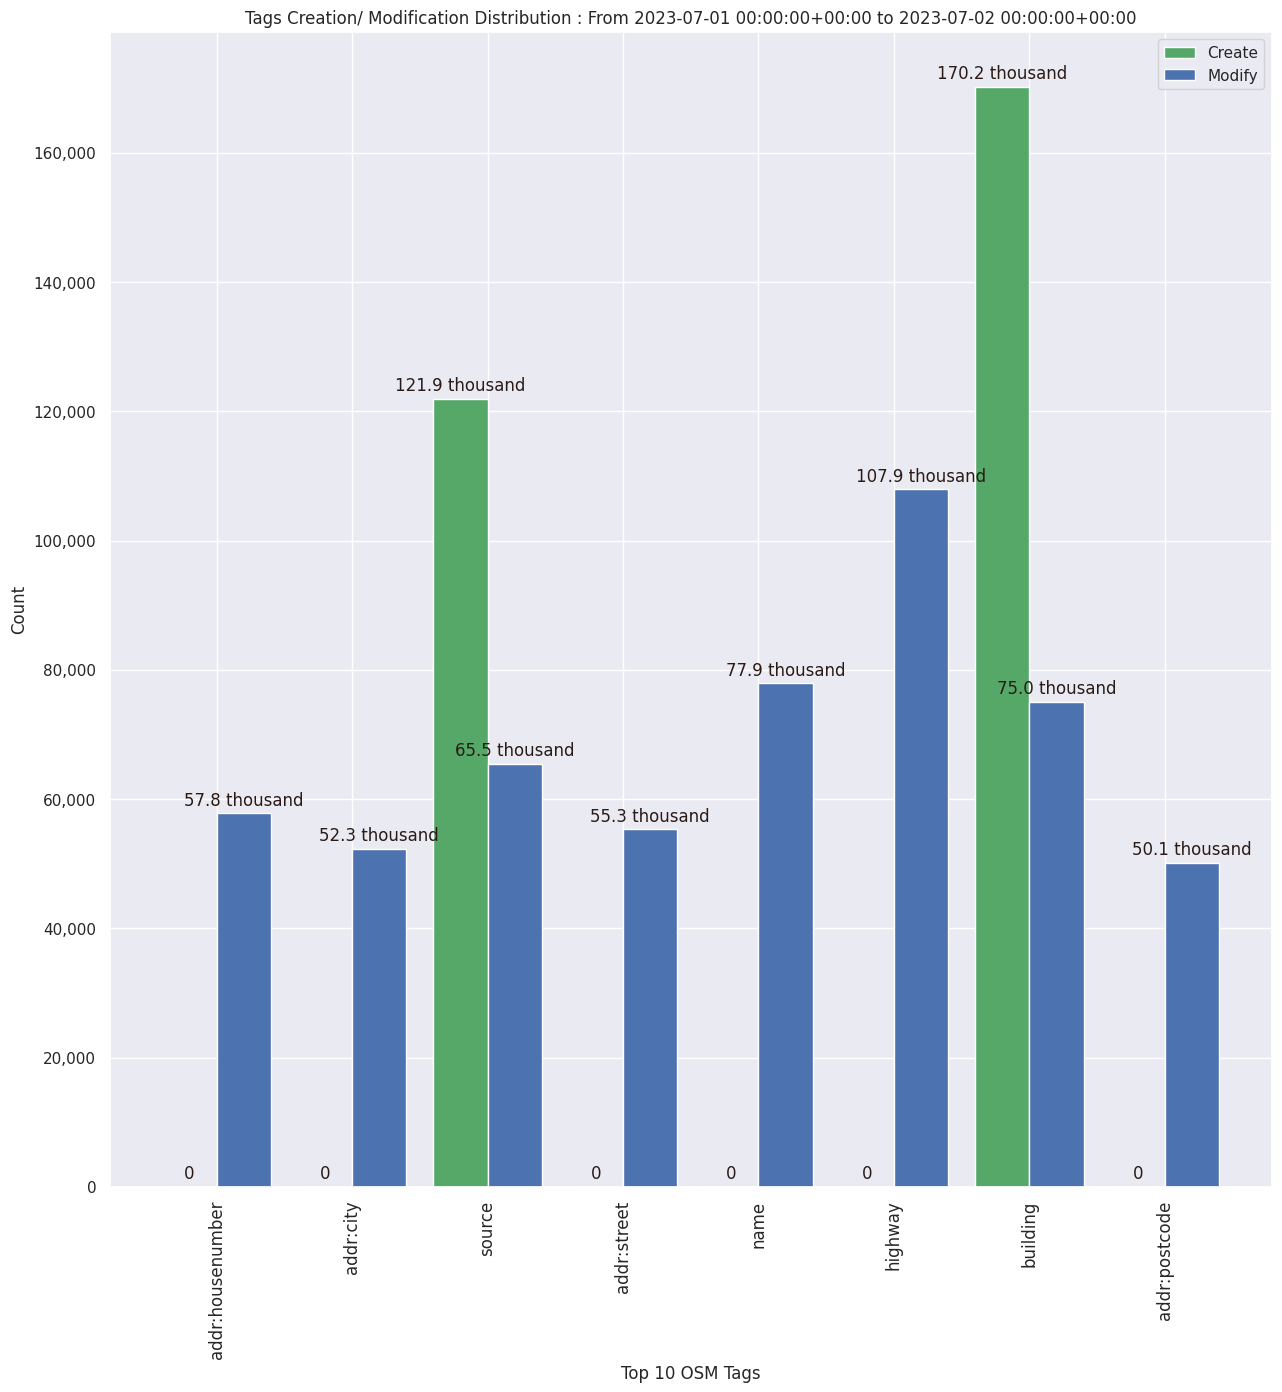 Tags Creation/ Modification Distribution : From 2023-07-01 00:00:00+00:00 to 2023-07-02 00:00:00+00:00
Create
Modify
170.2 thousand
160,000
140,000
121.9 thousand
120,000
107.9 thousand
100,000
Count
80,000
77.9 thousand
75.0 thousand
65.5 thousand
60,000
57.8 thousand
55.3 thousand
52.3 thousand
50.1 thousand
40,000
20,000
0
0
0
0
0
0
0
addr:housenumber
addr:city
source
addr:street
name
highway
building
addr:postcode
Top 10 OSM Tags